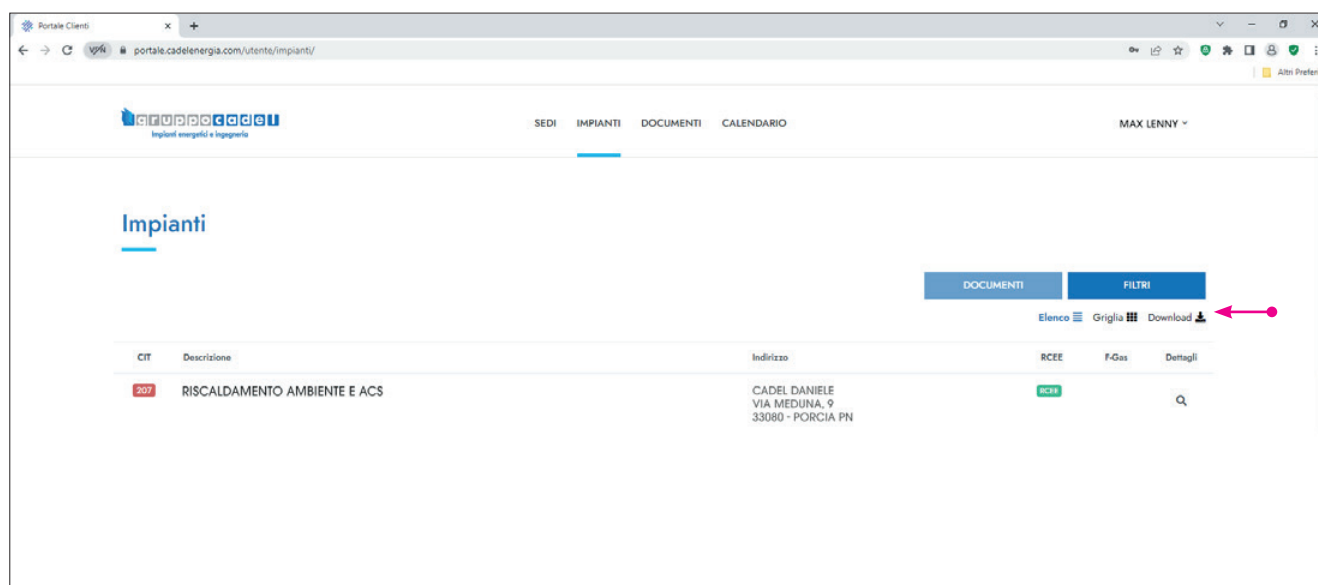 Portale Clienti
portale.cadelenergia.com/utente/impianti/
Altri Prefer
gruppocadel
Impianti energetici e ingegneria
SEDI IMPIANTI DOCUMENTI CALENDARIO
MAX LENNY
Impianti
DOCUMENTI FILTRI
Elenco Griglia Download
CIT Descrizione Indirizzo RCEE F-Gas Dettagli
207 RISCALDAMENTO AMBIENTE E ACS CADEL DANIELE RCEE
VIA MEDUNA, 9
33080 - PORCIA PN